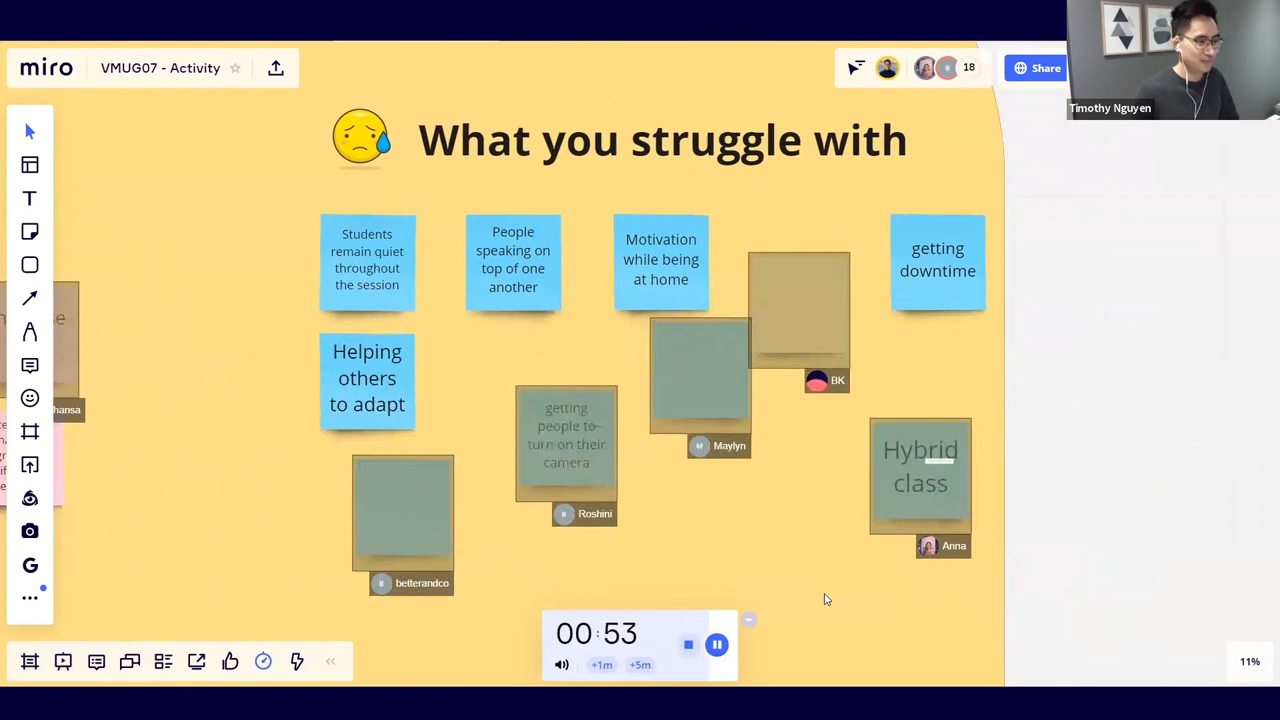 miro
VMUG07 - Activity
18
Share
Timothy Nguyen
What you struggle with
Students
remain quiet
throughout
the session
People
speaking on
top of one
another
Motivation
while being
at home
getting
downtime
Helping
others
to adapt
BK
M
Maylyn
getting
people to
turn on their
camera
R
Roshini
Hybrid
class
Anna
B
betterandco
hansa
00:53
+1m
+5m
11%